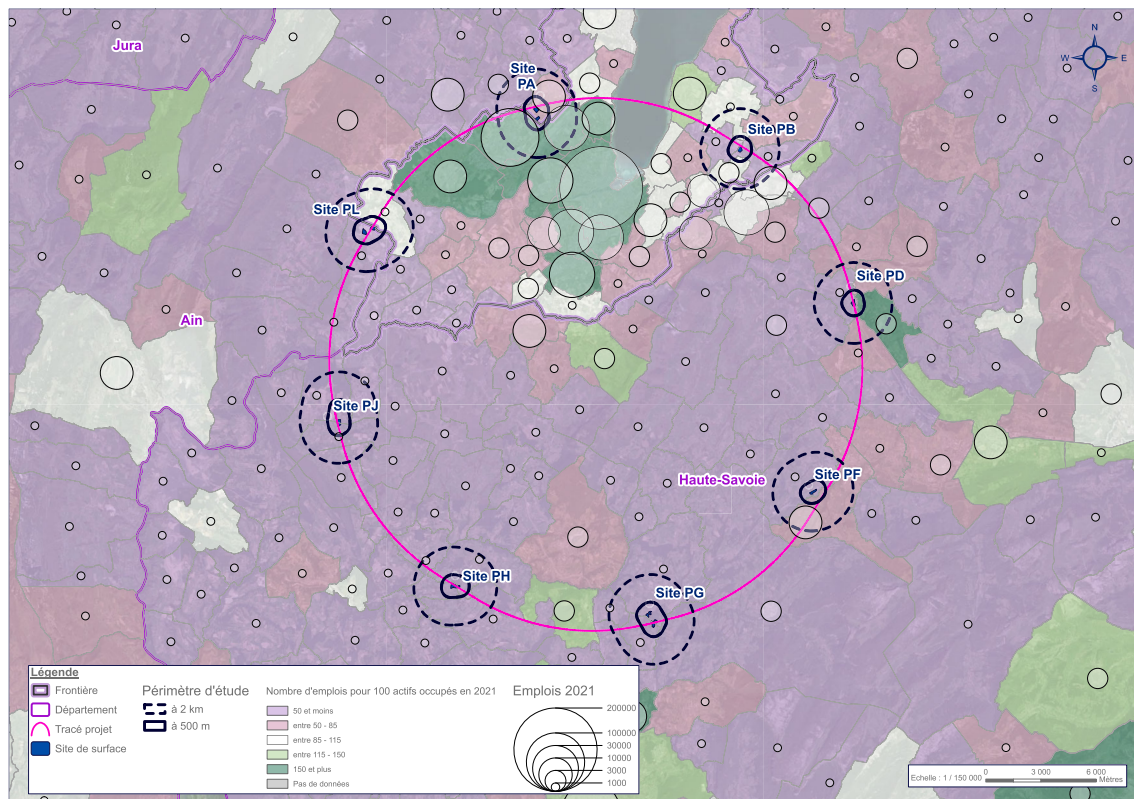 Jura
N
W
E
S
Site
PA
Site PB
Site PL
Site PD
Ain
Site PJ
Haute-Savoie
Site PF
Site PH
Site PG
Légende
Frontière
Département
Tracé projet
Site de surface
Périmètre d'étude
à 2 km
à 500 m
Nombre d'emplois pour 100 actifs occupés en 2021
50 et moins
entre 50 - 85
entre 85 - 115
entre 115 - 150
150 et plus
Pas de données
Emplois 2021
200000
100000
30000
10000
3000
1000
Echelle : 1 / 150 000
0
3 000
6 000
Mètres